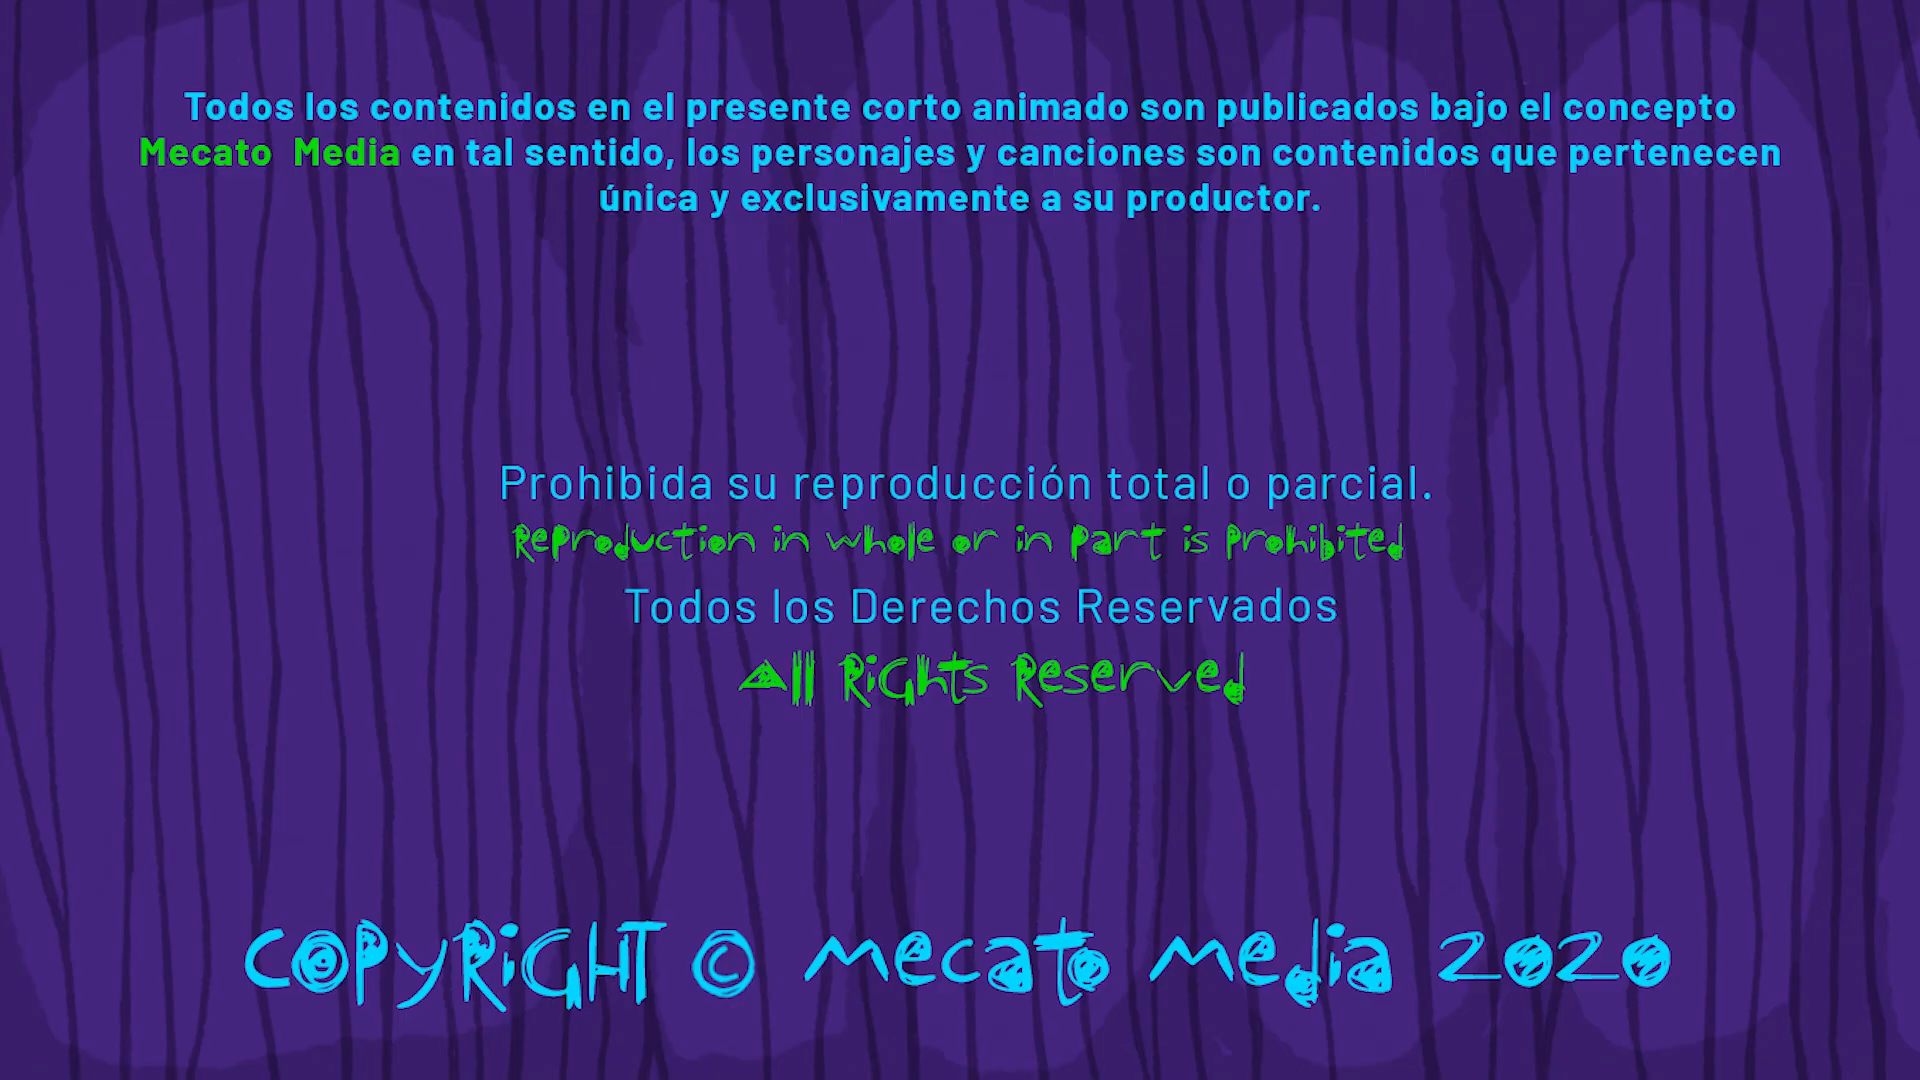 Todos los contenidos en el presente corto animado son publicados bajo el concepto
Mecato Media en tal sentido, los personajes y canciones son contenidos que pertenecen
única y exclusivamente a su productor.
Prohibida su reproducción total o parcial.
Reproduction in whole or in part is prohibited
Todos los Derechos Reservados
All Rights Reserved
COPYRiGHT © mecato media 2020